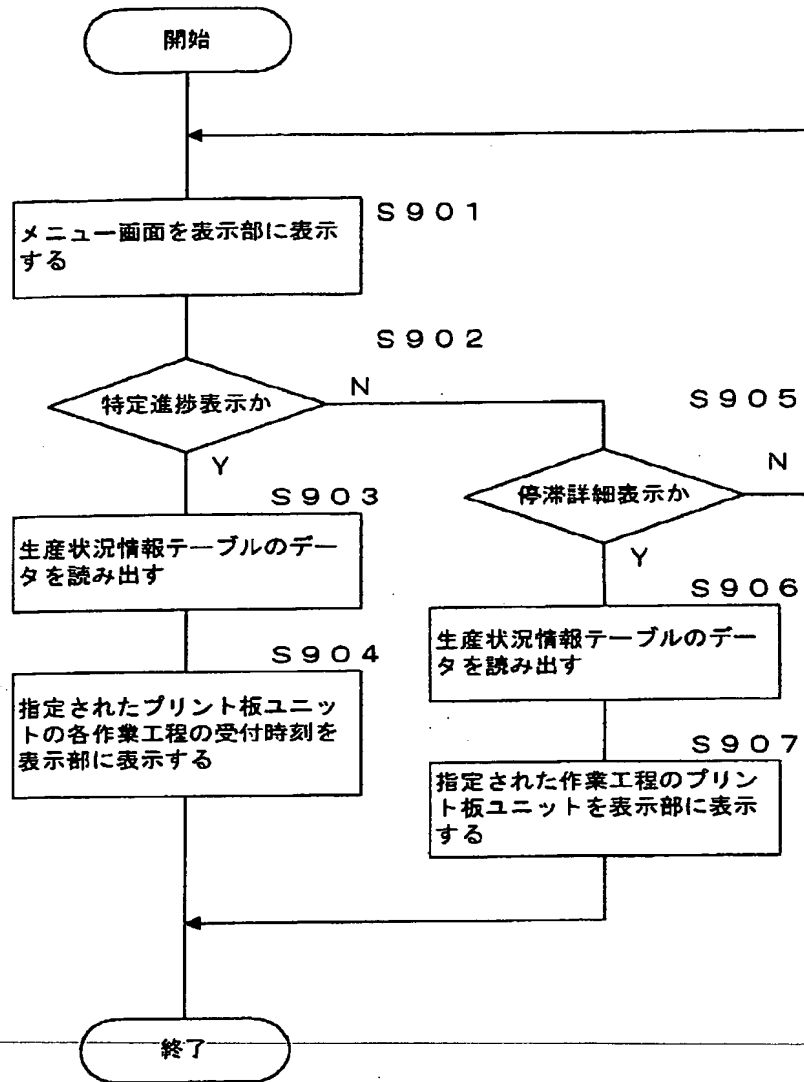 開始
S901
メニュー画面を表示部に表示
する
S902
特定進捗表示か
N
Y
S903
生産状況情報テーブルのデー
タを読み出す
S904
指定されたプリント板ユニッ
トの各作業工程の受付時刻を
表示部に表示する
S905
停滞詳細表示か
N
Y
S906
生産状況情報テーブルのデー
タを読み出す
S907
指定された作業工程のプリン
ト板ユニットを表示部に表示
する
終了